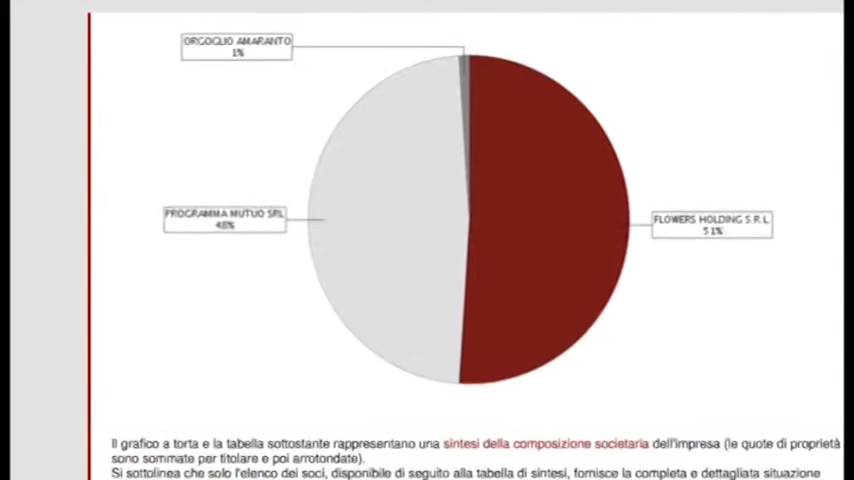 ORGOGLIO AMARANTO
1%
PROGRAMMA MUTUO SRL
48%
FLOWERS HOLDING S.R.L.
51%
Il grafico a torta e la tabella sottostante rappresentano una sintesi della composizione societaria dell'impresa (le quote di proprietà
sono sommate per titolare e poi arrotondate).
Si sottolinea che solo l'elenco dei soci, disponibile di seguito alla tabella di sintesi, fornisce la completa e dettagliata situazione